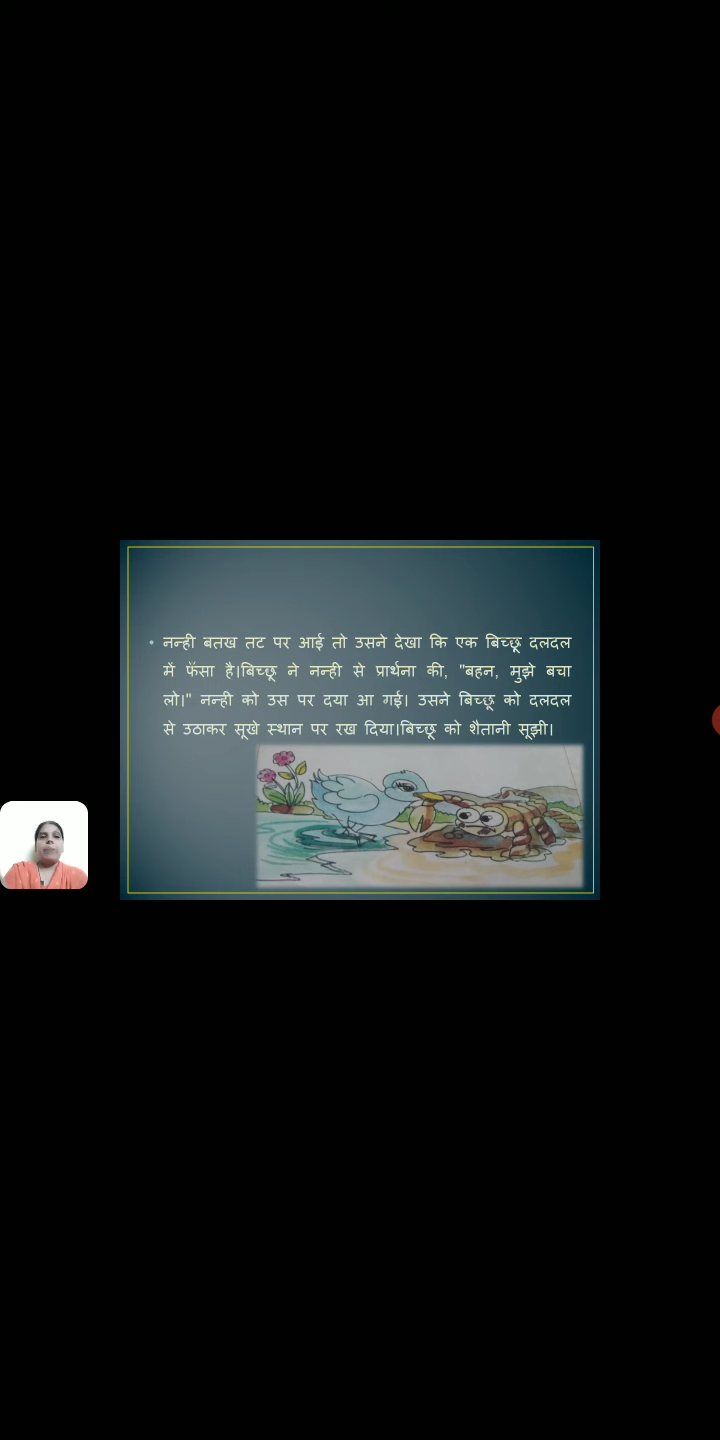 • नन्ही बतख तट पर आई तो उसने देखा कि एक बिच्छू दलदल
में फँसा है।बिच्छू ने नन्ही से प्रार्थना की, "बहन, मुझे बचा
लो।" नन्ही को उस पर दया आ गई। उसने बिच्छू को दलदल
से उठाकर सूखे स्थान पर रख दिया।बिच्छू को शैतानी सूझी।